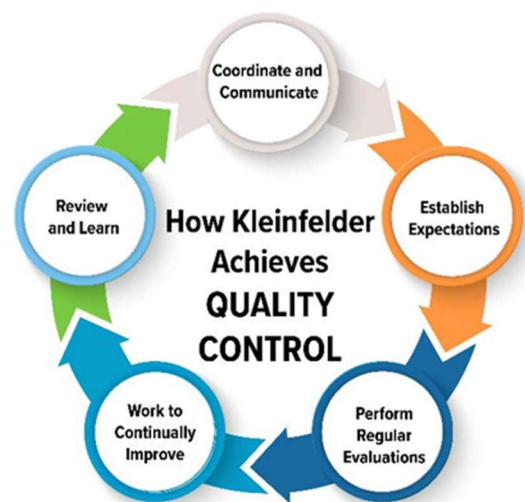 Coordinate and
Communicate
Establish
Expectations
Perform
Regular
Evaluations
Work to
Continually
Improve
Review
and Learn
How Kleinfelder
Achieves
QUALITY
CONTROL